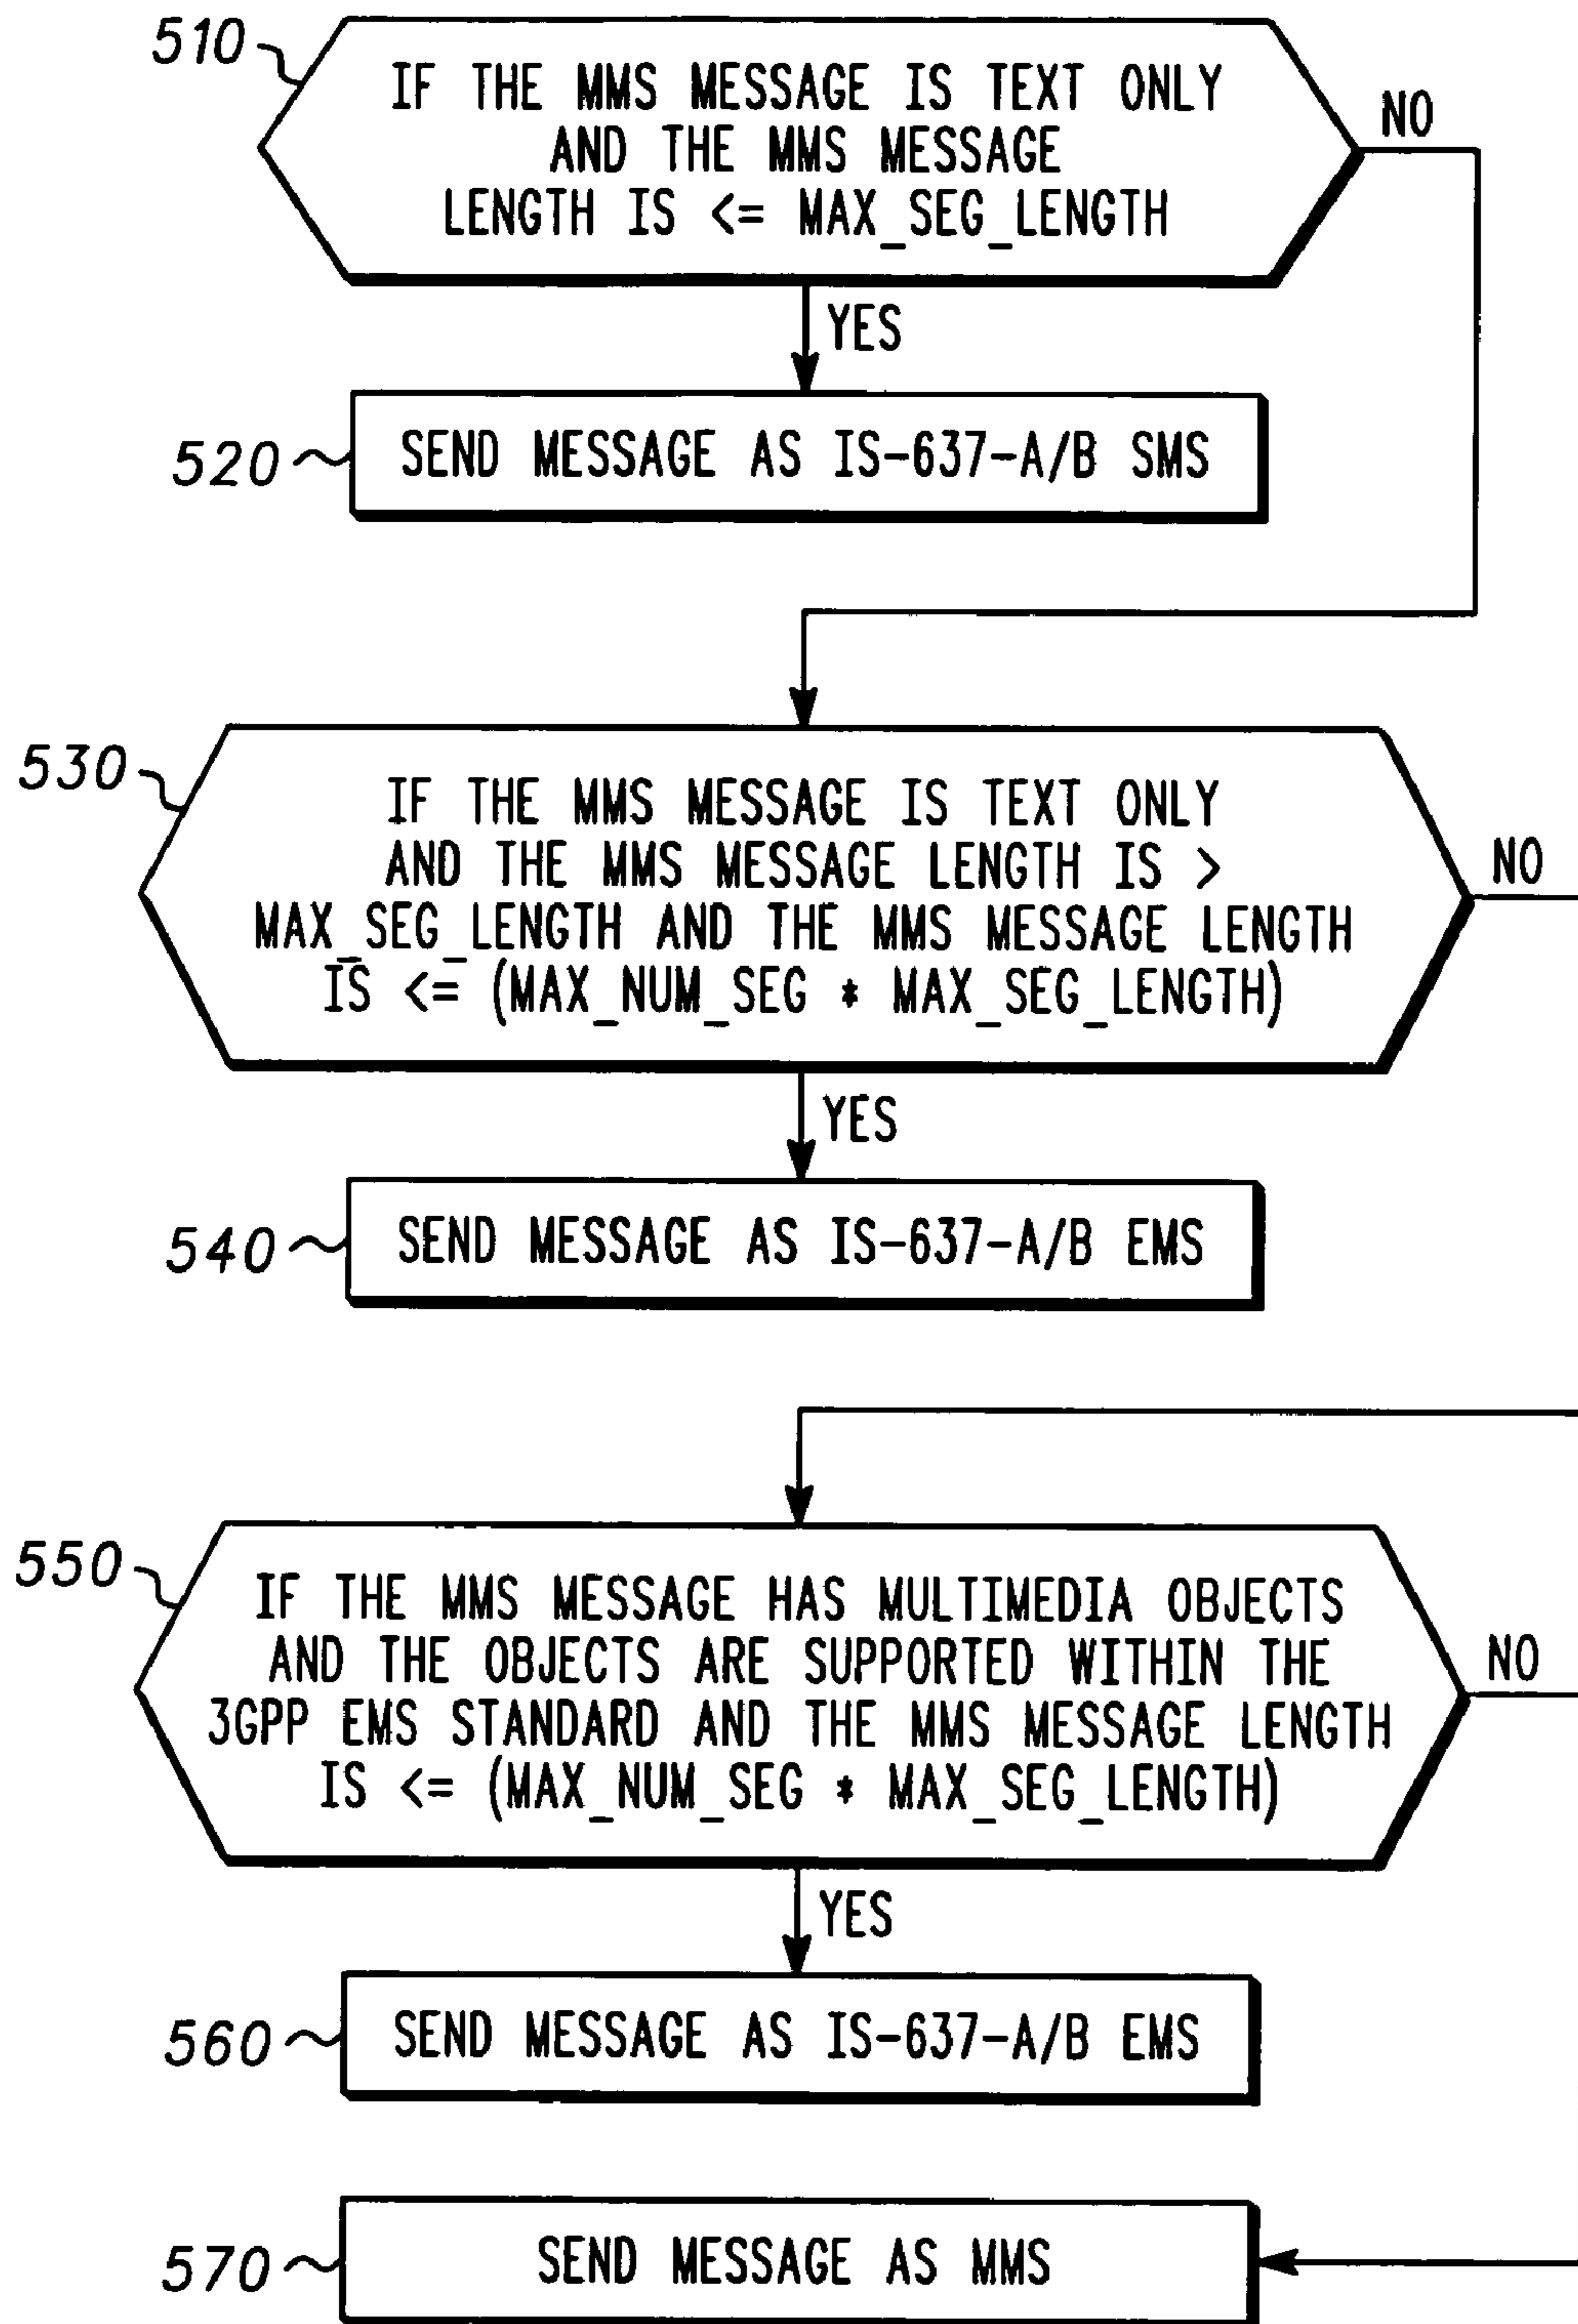 510
IF THE MMS MESSAGE IS TEXT ONLY
AND THE MMS MESSAGE
LENGTH IS <= MAX_SEG_LENGTH
NO
YES
520
SEND MESSAGE AS IS-637-A/B SMS
530
IF THE MMS MESSAGE IS TEXT ONLY
AND THE MMS MESSAGE LENGTH IS >
MAX_SEG_LENGTH AND THE MMS MESSAGE LENGTH
IS <= (MAX_NUM_SEG * MAX_SEG_LENGTH)
NO
YES
540
SEND MESSAGE AS IS-637-A/B EMS
550
IF THE MMS MESSAGE HAS MULTIMEDIA OBJECTS
AND THE OBJECTS ARE SUPPORTED WITHIN THE
3GPP EMS STANDARD AND THE MMS MESSAGE LENGTH
IS <= (MAX_NUM_SEG * MAX_SEG_LENGTH)
NO
YES
560
SEND MESSAGE AS IS-637-A/B EMS
570
SEND MESSAGE AS MMS